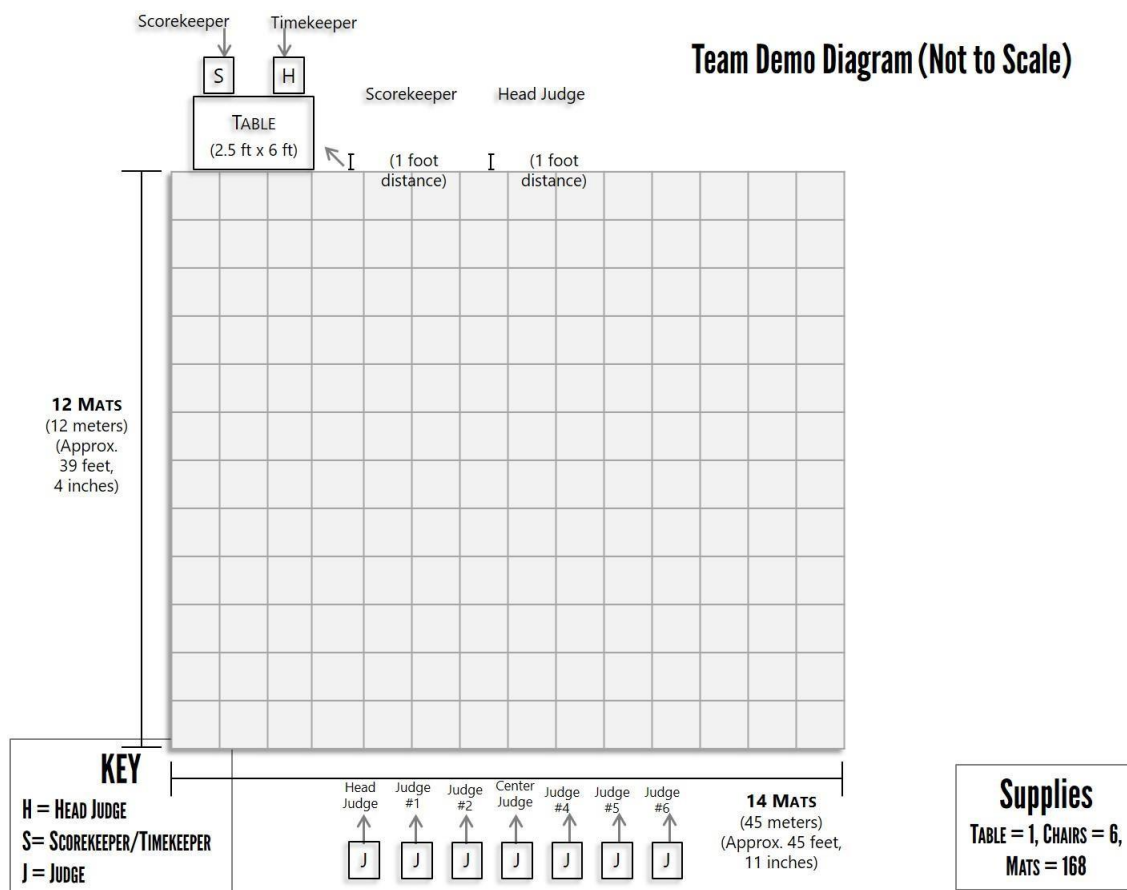 Scorekeeper Timekeeper
Team Demo Diagram (Not to Scale)
S H
Scorekeeper Head Judge
TABLE
(2.5 ft x 6 ft)
(1 foot
distance)
(1 foot
distance)
12 MATS
(12 meters)
(Approx.
39 feet,
4 inches)
KEY
H = HEAD JUDGE
S= SCOREKEEPER/TIMEKEEPER
J = JUDGE
Head
Judge
Judge
#1
Judge
#2
Center
Judge
Judge
#4
Judge
#5
Judge
#6
J J J J J J J
14 MATS
(45 meters)
(Approx. 45 feet,
11 inches)
Supplies
TABLE = 1, CHAIRS = 6,
MATS = 168